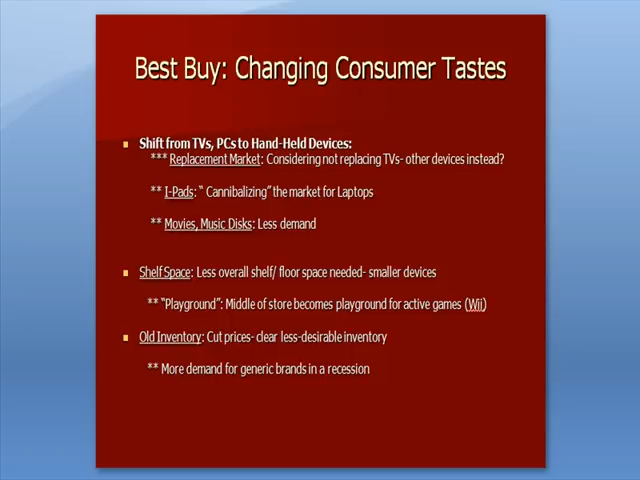 Best Buy: Changing Consumer Tastes
Shift from TVs, PCs to Hand-Held Devices:
*** Replacement Market: Considering not replacing TVs- other devices instead?
** I-Pads: “ Cannibalizing” the market for Laptops
** Movies, Music Disks: Less demand
Shelf Space: Less overall shelf/ floor space needed- smaller devices
** “Playground”: Middle of store becomes playground for active games (Wii)
Old Inventory: Cut prices- clear less-desirable inventory
** More demand for generic brands in a recession